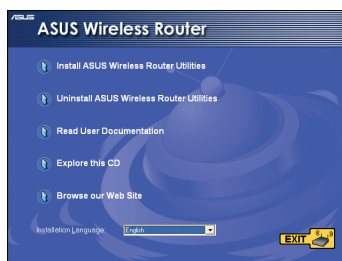 ASUS
ASUS Wireless Router
Install ASUS Wireless Router Utilities
Uninstall ASUS Wireless Router Utilities
Read User Documentation
Explore this CD
Browse our Web Site
Installation Language: English
EXIT